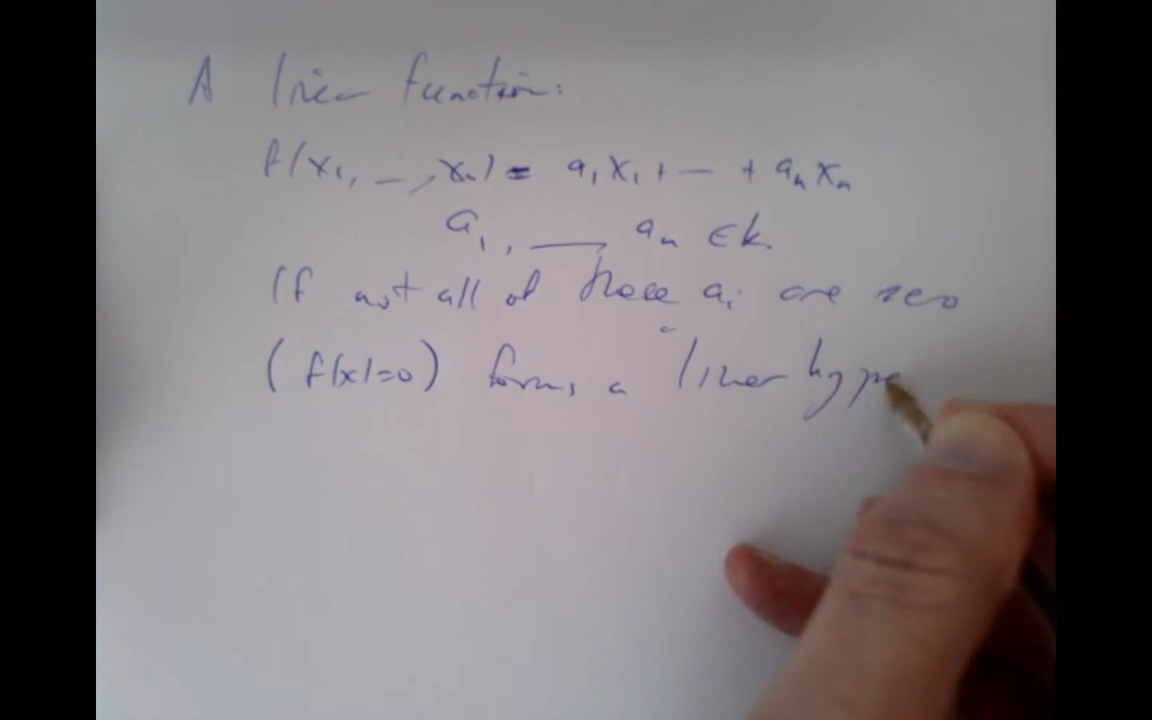 A linear function:
f(x₁, —, xₙ) = a₁x₁ + — + aₙxₙ
a₁, — aₙ ∈ k.
If not all of these aᵢ are zero
(f(x)=0) forms a "linear hype